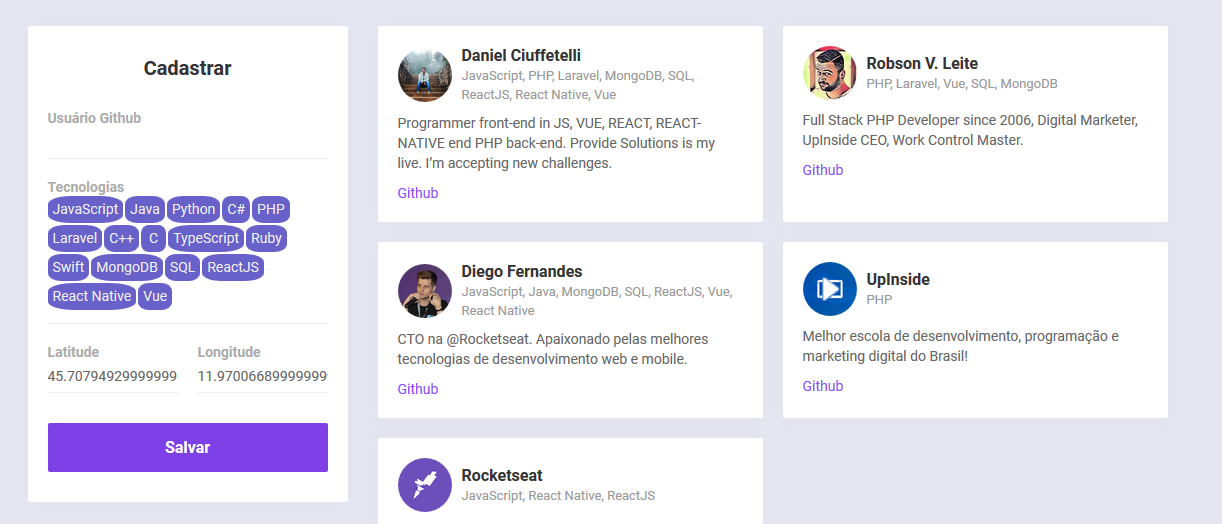 Cadastrar
Usuário Github
Tecnologias
JavaScript Java Python C# PHP
Laravel C++ C TypeScript Ruby
Swift MongoDB SQL ReactJS
React Native Vue
Latitude Longitude
45.70794929999999 11.97006689999999
Salvar
Daniel Ciuffetelli
JavaScript, PHP, Laravel, MongoDB, SQL,
ReactJS, React Native, Vue
Programmer front-end in JS, VUE, REACT, REACT-
NATIVE end PHP back-end. Provide Solutions is my
live. I’m accepting new challenges.
Github
Robson V. Leite
PHP, Laravel, Vue, SQL, MongoDB
Full Stack PHP Developer since 2006, Digital Marketer,
UpInside CEO, Work Control Master.
Github
Diego Fernandes
JavaScript, Java, MongoDB, SQL, ReactJS, Vue,
React Native
CTO na @Rocketseat. Apaixonado pelas melhores
tecnologias de desenvolvimento web e mobile.
Github
UpInside
PHP
Melhor escola de desenvolvimento, programação e
marketing digital do Brasil!
Github
Rocketseat
JavaScript, React Native, ReactJS